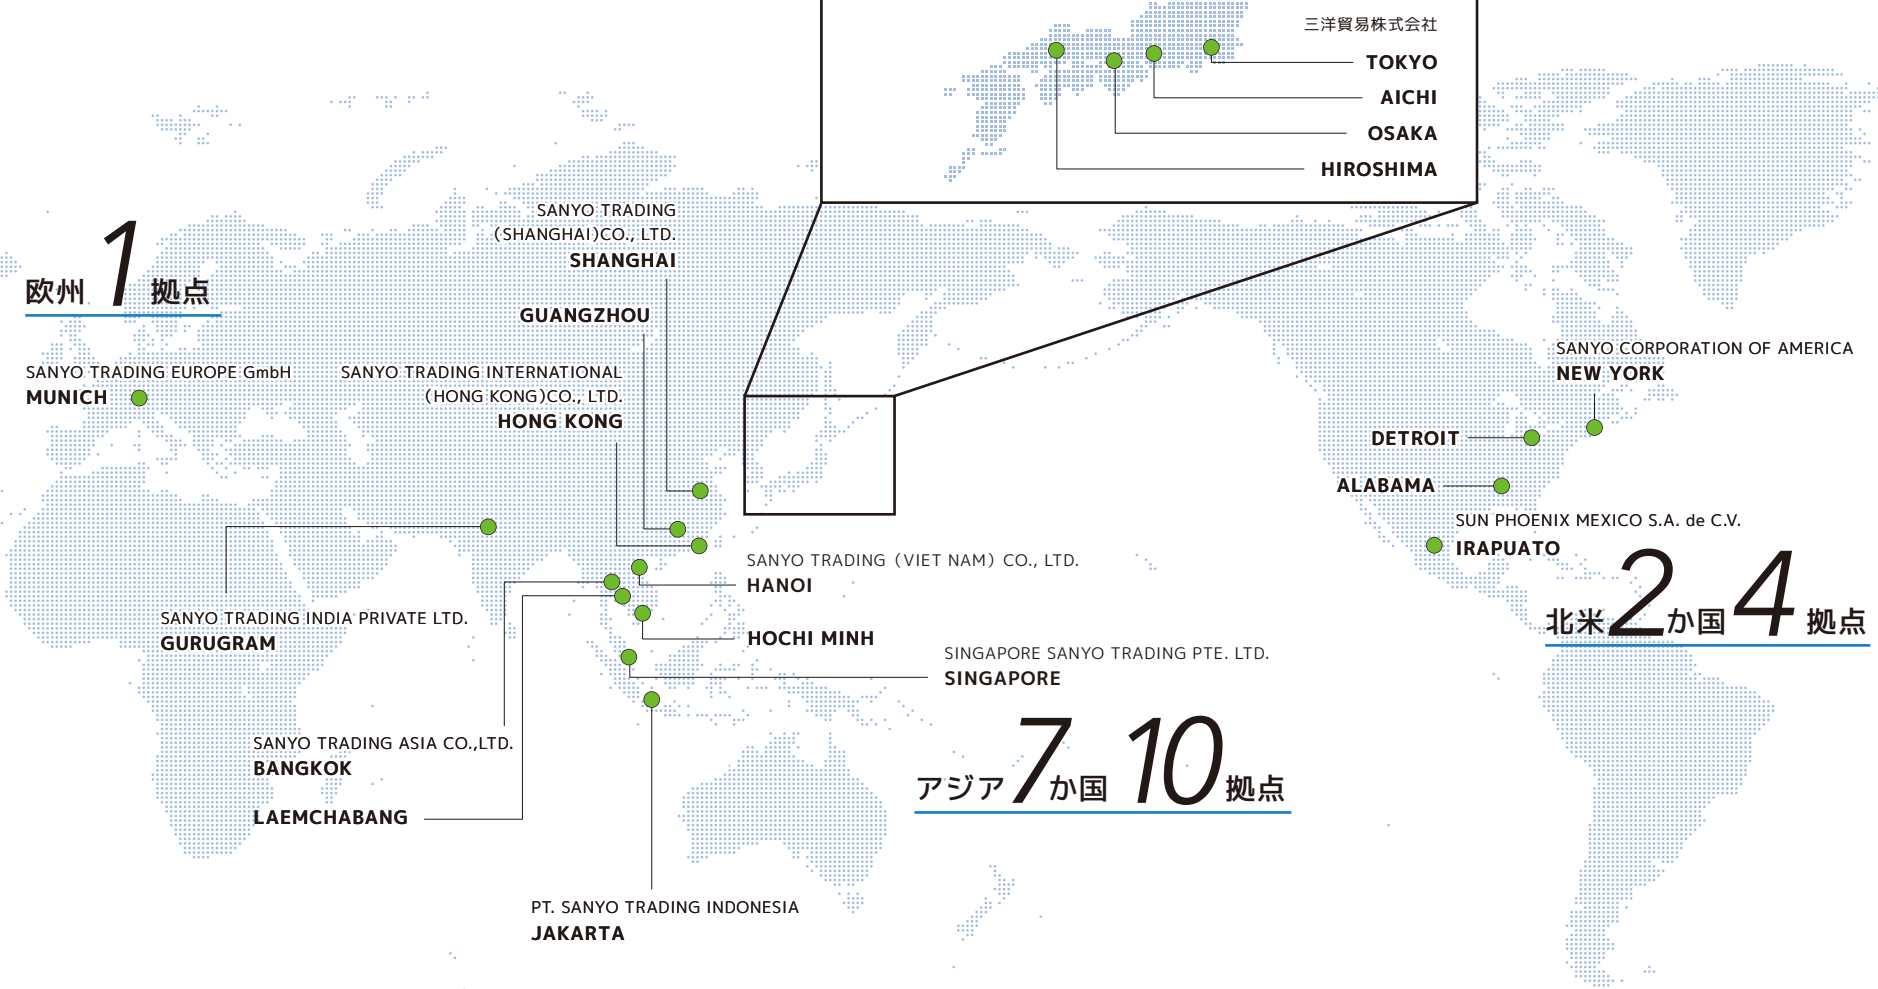 三洋貿易株式会社
TOKYO
AICHI
OSAKA
HIROSHIMA
欧州 1 拠点
SANYO TRADING EUROPE GmbH
MUNICH
SANYO TRADING
(SHANGHAI)CO., LTD.
SHANGHAI
GUANGZHOU
SANYO TRADING INTERNATIONAL
(HONG KONG)CO., LTD.
HONG KONG
SANYO TRADING INDIA PRIVATE LTD.
GURUGRAM
SANYO TRADING ASIA CO.,LTD.
BANGKOK
LAEMCHABANG
PT. SANYO TRADING INDONESIA
JAKARTA
SANYO TRADING (VIET NAM) CO., LTD.
HANOI
HOCHI MINH
SINGAPORE SANYO TRADING PTE. LTD.
SINGAPORE
アジア 7 か国 10 拠点
SANYO CORPORATION OF AMERICA
NEW YORK
DETROIT
ALABAMA
SUN PHOENIX MEXICO S.A. de C.V.
IRAPUATO
北米 2 か国 4 拠点